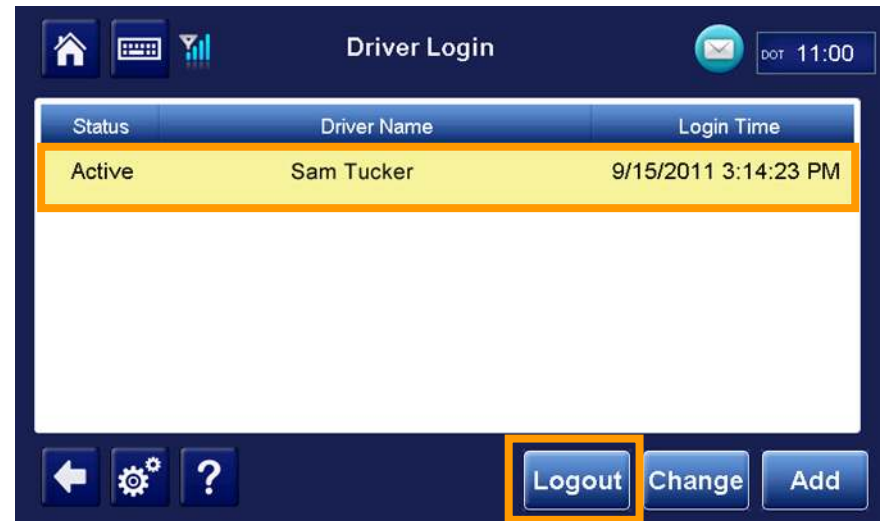 Driver Login
DOT 11:00
Status Driver Name Login Time
Active Sam Tucker 9/15/2011 3:14:23 PM
? Logout Change Add